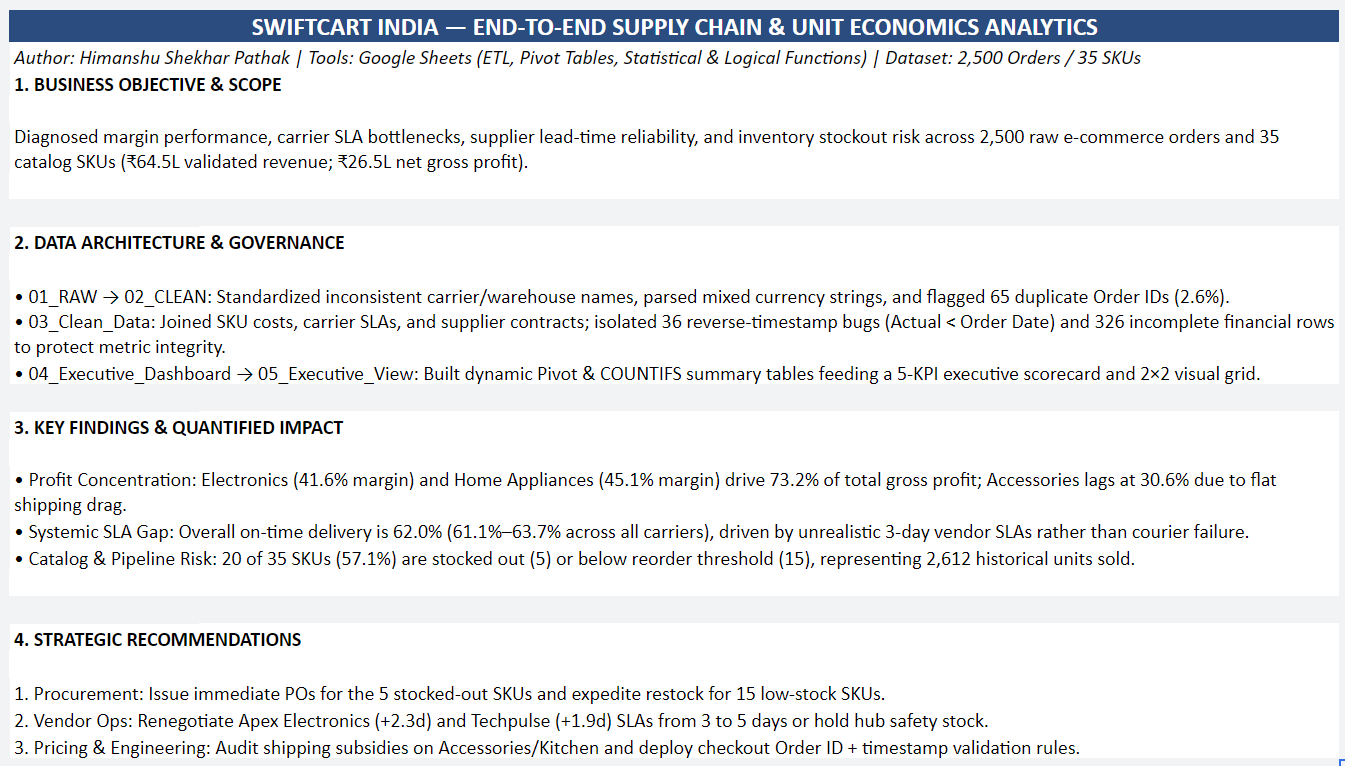 SWIFTCART INDIA — END-TO-END SUPPLY CHAIN & UNIT ECONOMICS ANALYTICS
Author: Himanshu Shekhar Pathak | Tools: Google Sheets (ETL, Pivot Tables, Statistical & Logical Functions) | Dataset: 2,500 Orders / 35 SKUs
1. BUSINESS OBJECTIVE & SCOPE
Diagnosed margin performance, carrier SLA bottlenecks, supplier lead-time reliability, and inventory stockout risk across 2,500 raw e-commerce orders and 35
catalog SKUs (₹64.5L validated revenue; ₹26.5L net gross profit).
2. DATA ARCHITECTURE & GOVERNANCE
• 01_RAW → 02_CLEAN: Standardized inconsistent carrier/warehouse names, parsed mixed currency strings, and flagged 65 duplicate Order IDs (2.6%).
• 03_Clean_Data: Joined SKU costs, carrier SLAs, and supplier contracts; isolated 36 reverse-timestamp bugs (Actual < Order Date) and 326 incomplete financial rows
to protect metric integrity.
• 04_Executive_Dashboard → 05_Executive_View: Built dynamic Pivot & COUNTIFS summary tables feeding a 5-KPI executive scorecard and 2×2 visual grid.
3. KEY FINDINGS & QUANTIFIED IMPACT
• Profit Concentration: Electronics (41.6% margin) and Home Appliances (45.1% margin) drive 73.2% of total gross profit; Accessories lags at 30.6% due to flat
shipping drag.
• Systemic SLA Gap: Overall on-time delivery is 62.0% (61.1%–63.7% across all carriers), driven by unrealistic 3-day vendor SLAs rather than courier failure.
• Catalog & Pipeline Risk: 20 of 35 SKUs (57.1%) are stocked out (5) or below reorder threshold (15), representing 2,612 historical units sold.
4. STRATEGIC RECOMMENDATIONS
1. Procurement: Issue immediate POs for the 5 stocked-out SKUs and expedite restock for 15 low-stock SKUs.
2. Vendor Ops: Renegotiate Apex Electronics (+2.3d) and Techpulse (+1.9d) SLAs from 3 to 5 days or hold hub safety stock.
3. Pricing & Engineering: Audit shipping subsidies on Accessories/Kitchen and deploy checkout Order ID + timestamp validation rules.